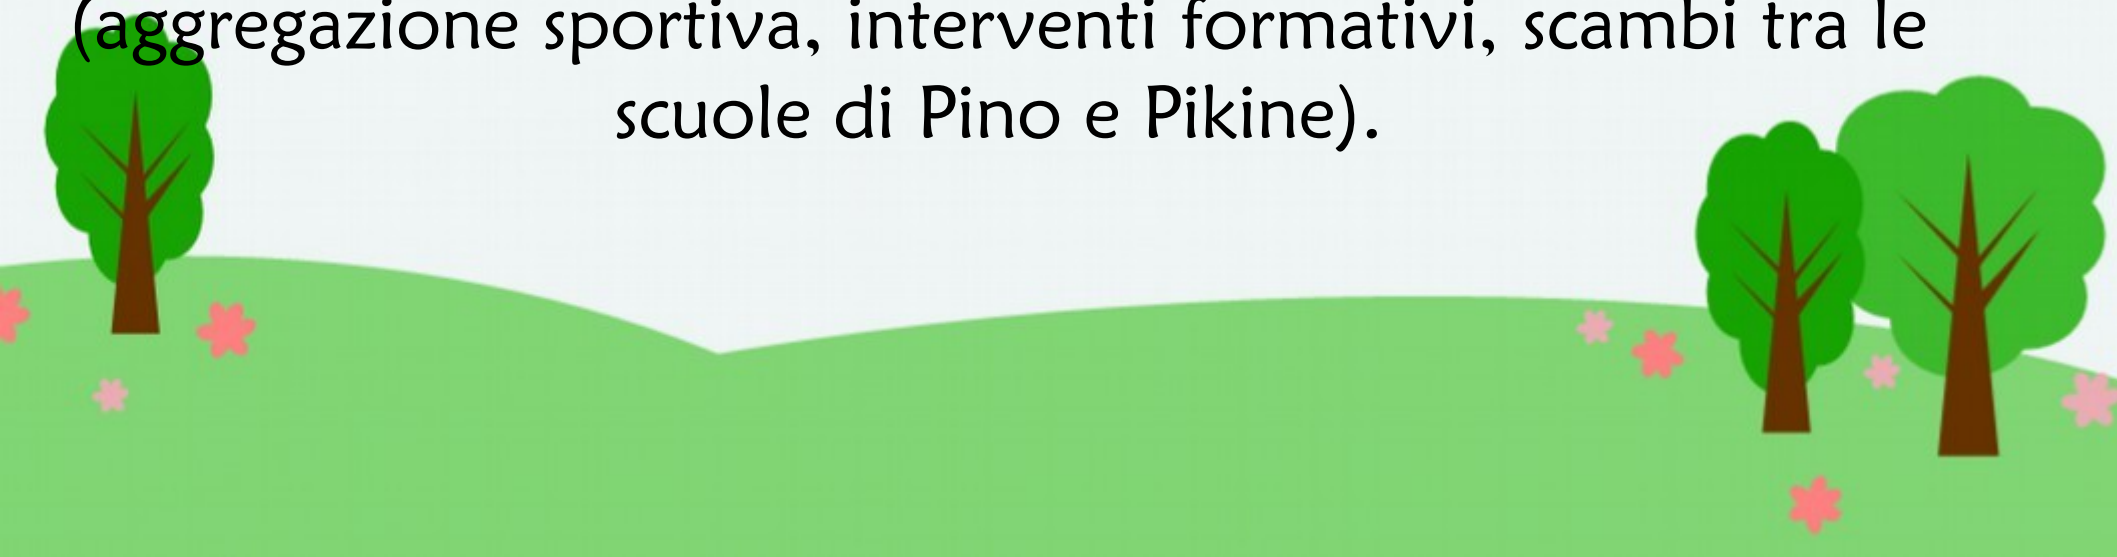 (aggregazione sportiva, interventi formativi, scambi tra le
scuole di Pino e Pikine).